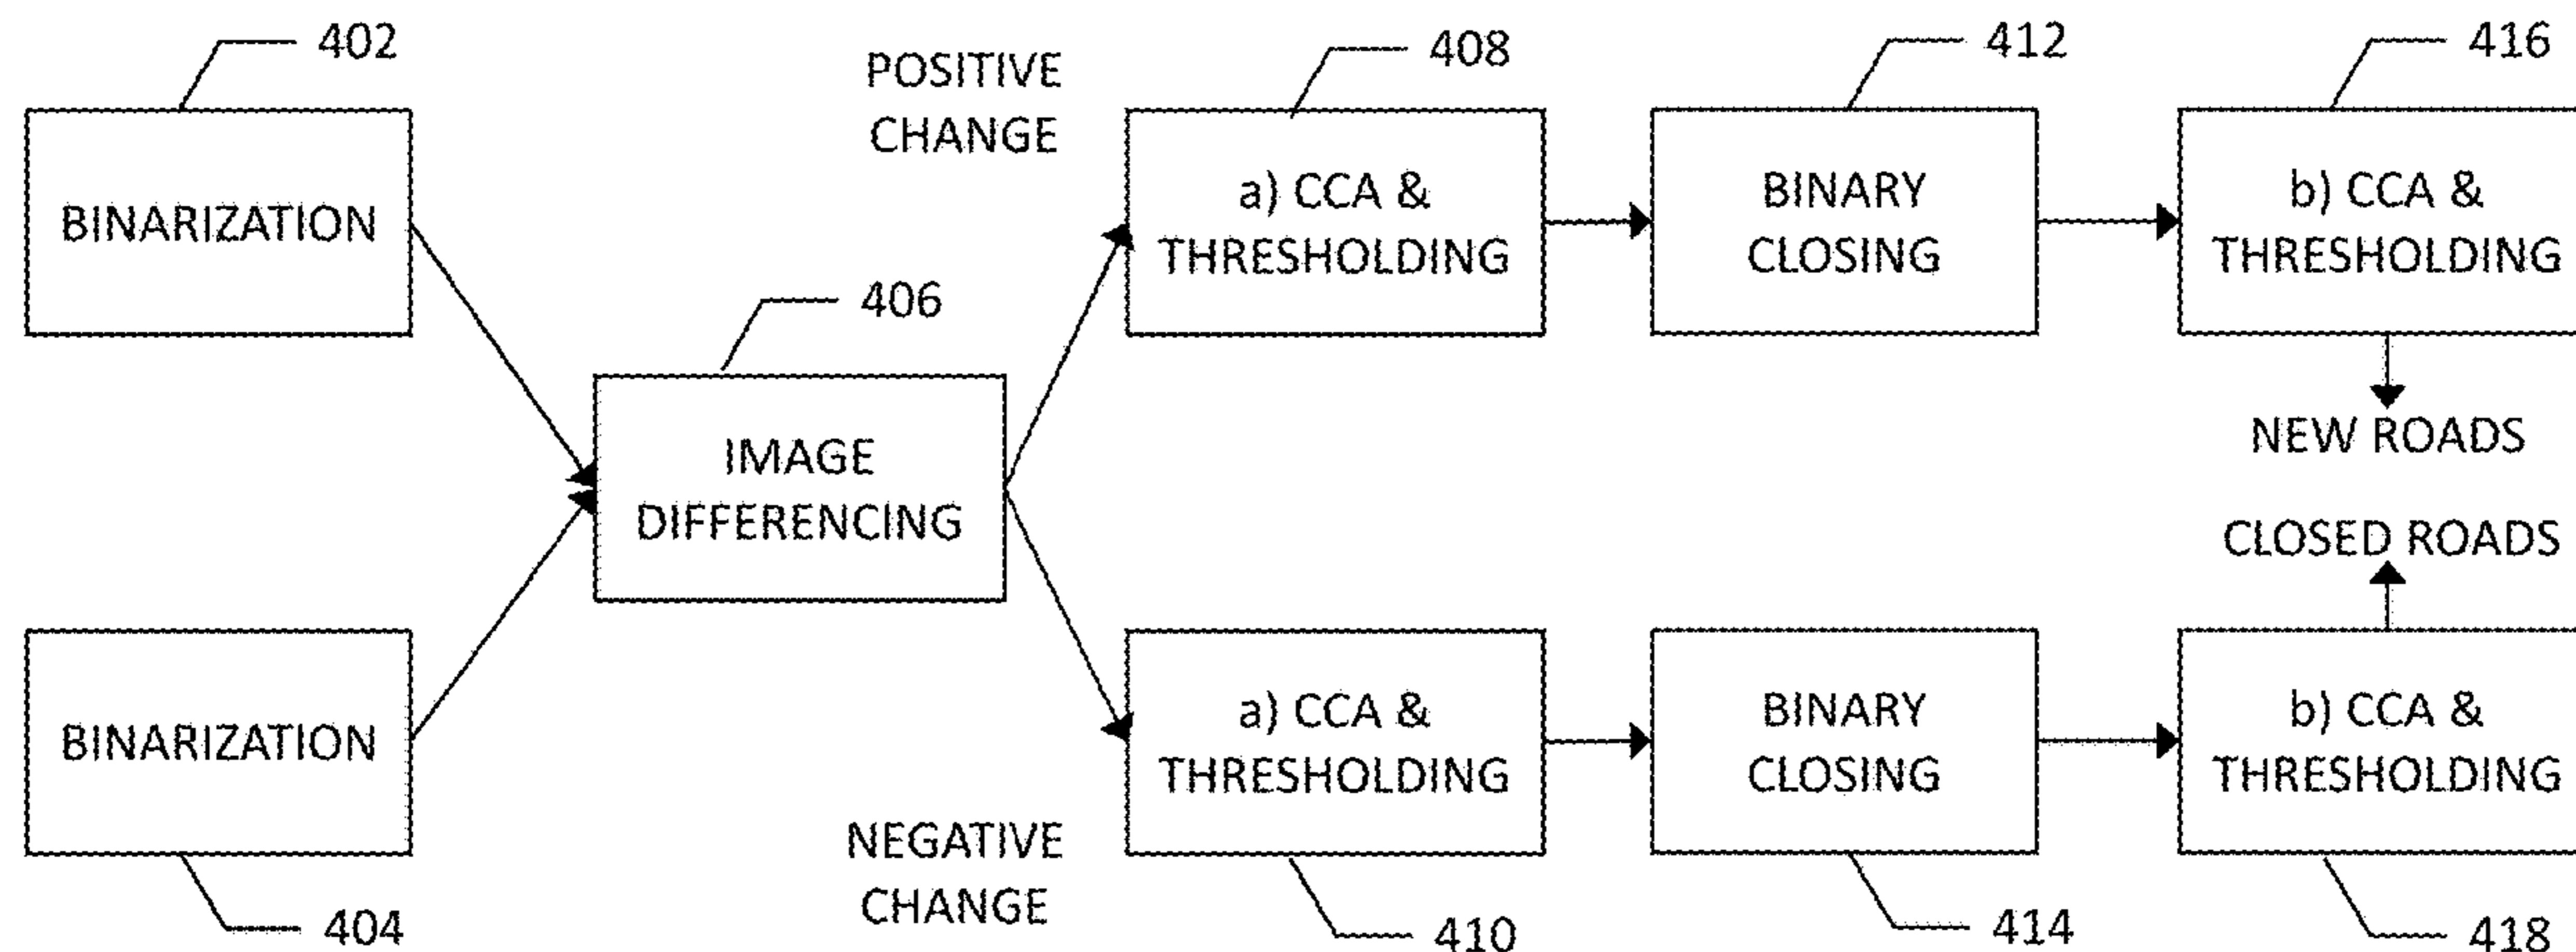 402
BINARIZATION
406
IMAGE
DIFFERENCING
BINARIZATION
404
POSITIVE
CHANGE
408
a) CCA &
THRESHOLDING
412
BINARY
CLOSING
416
b) CCA &
THRESHOLDING
NEW ROADS
CLOSED ROADS
NEGATIVE
CHANGE
a) CCA &
THRESHOLDING
410
BINARY
CLOSING
414
b) CCA &
THRESHOLDING
418